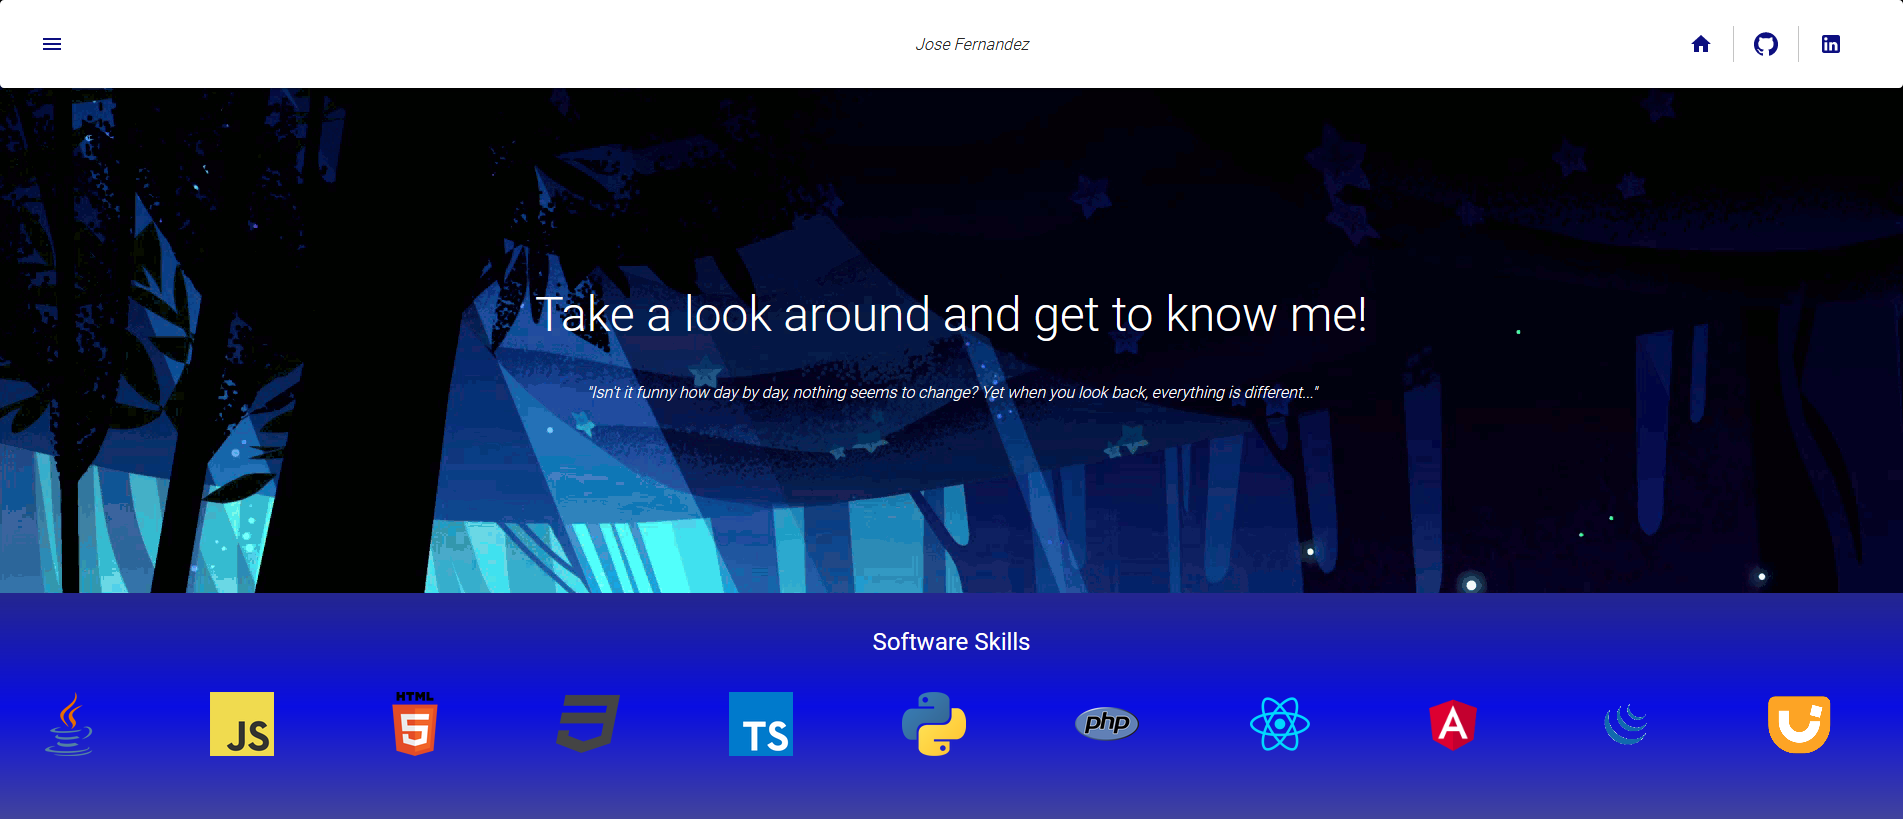 Jose Fernandez
Take a look around and get to know me!
"Isn't it funny how day by day, nothing seems to change? Yet when you look back, everything is different..."
Software Skills
JS
HTML
5
3
TS
php
A